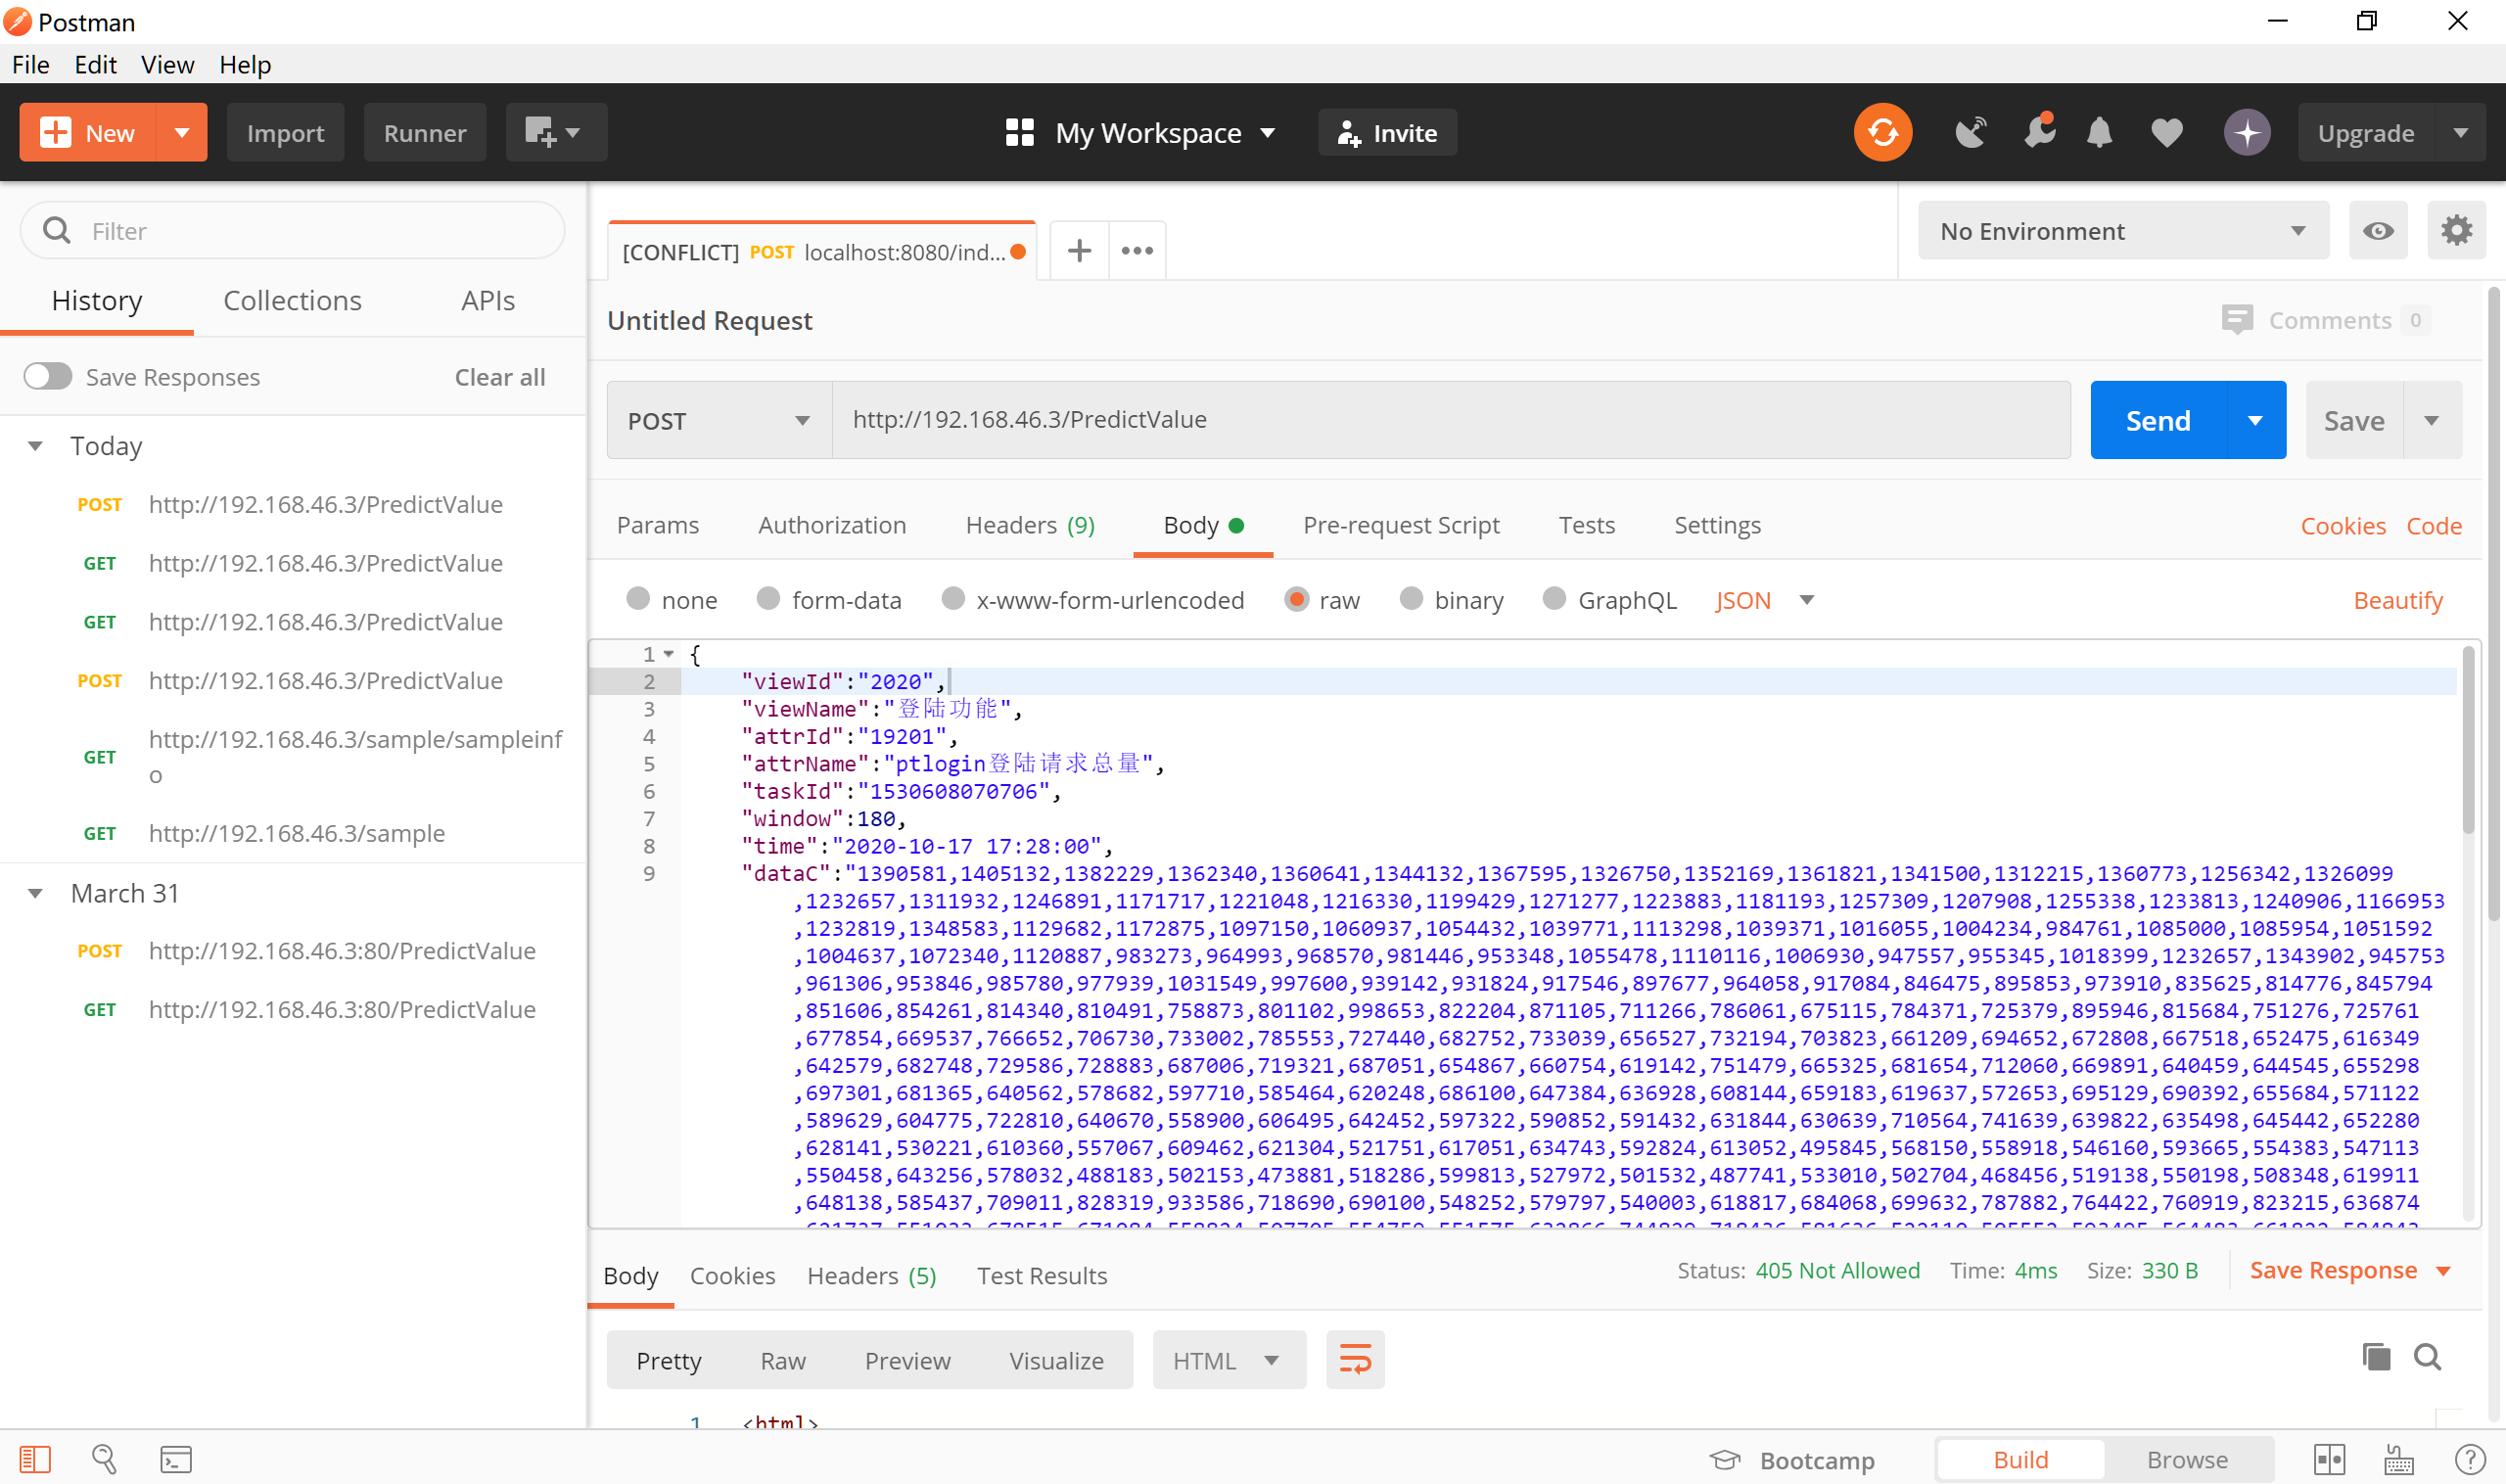 Postman
File Edit View Help
New Import Runner My Workspace Invite Upgrade
Filter
History Collections APIs
Save Responses Clear all
Today
POST http://192.168.46.3/PredictValue
GET http://192.168.46.3/PredictValue
GET http://192.168.46.3/PredictValue
POST http://192.168.46.3/PredictValue
GET http://192.168.46.3/sample/sampleinf
o
GET http://192.168.46.3/sample
March 31
POST http://192.168.46.3:80/PredictValue
GET http://192.168.46.3:80/PredictValue
[CONFLICT] POST localhost:8080/ind...
No Environment
Untitled Request
Comments 0
POST http://192.168.46.3/PredictValue Send Save
Params Authorization Headers (9) Body Pre-request Script Tests Settings Cookies Code
none form-data x-www-form-urlencoded raw binary GraphQL JSON Beautify
1 {
2 "viewId":"2020",
3 "viewName":"登陆功能",
4 "attrId":"19201",
5 "attrName":"ptlogin登陆请求总量",
6 "taskId":"1530608070706",
7 "window":180,
8 "time":"2020-10-17 17:28:00",
9 "dataC":"1390581,1405132,1382229,1362340,1360641,1344132,1367595,1326750,1352169,1361821,1341500,1312215,1360773,1256342,1326099
,1232657,1311932,1246891,1171717,1221048,1216330,1199429,1271277,1223883,1181193,1257309,1207908,1255338,1233813,1240906,1166953
,1232819,1348583,1129682,1172875,1097150,1060937,1054432,1039771,1113298,1039371,1016055,1004234,984761,1085000,1085954,1051592
,1004637,1072340,1120887,983273,964993,968570,981446,953348,1055478,1110116,1006930,947557,955345,1018399,1232657,1343902,945753
,961306,953846,985780,977939,1031549,997600,939142,931824,917546,897677,964058,917084,846475,895853,973910,835625,814776,845794
,851606,854261,814340,810491,758873,801102,998653,822204,871105,711266,786061,675115,784371,725379,895946,815684,751276,725761
,677854,669537,766652,706730,733002,785553,727440,682752,733039,656527,732194,703823,661209,694652,672808,667518,652475,616349
,642579,682748,729586,728883,687006,719321,687051,654867,660754,619142,751479,665325,681654,712060,669891,640459,644545,655298
,697301,681365,640562,578682,597710,585464,620248,686100,647384,636928,608144,659183,619637,572653,695129,690392,655684,571122
,589629,604775,722810,640670,558900,606495,642452,597322,590852,591432,631844,630639,710564,741639,639822,635498,645442,652280
,628141,530221,610360,557067,609462,621304,521751,617051,634743,592824,613052,495845,568150,558918,546160,593665,554383,547113
,550458,643256,578032,488183,502153,473881,518286,599813,527972,501532,487741,533010,502704,468456,519138,550198,508348,619911
,648138,585437,709011,828319,933586,718690,690100,548252,579797,540003,618817,684068,699632,787882,764422,760919,823215,636874
Body Cookies Headers (5) Test Results Status: 405 Not Allowed Time: 4ms Size: 330 B Save Response
Pretty Raw Preview Visualize HTML
1 <html>
Bootcamp Build Browse